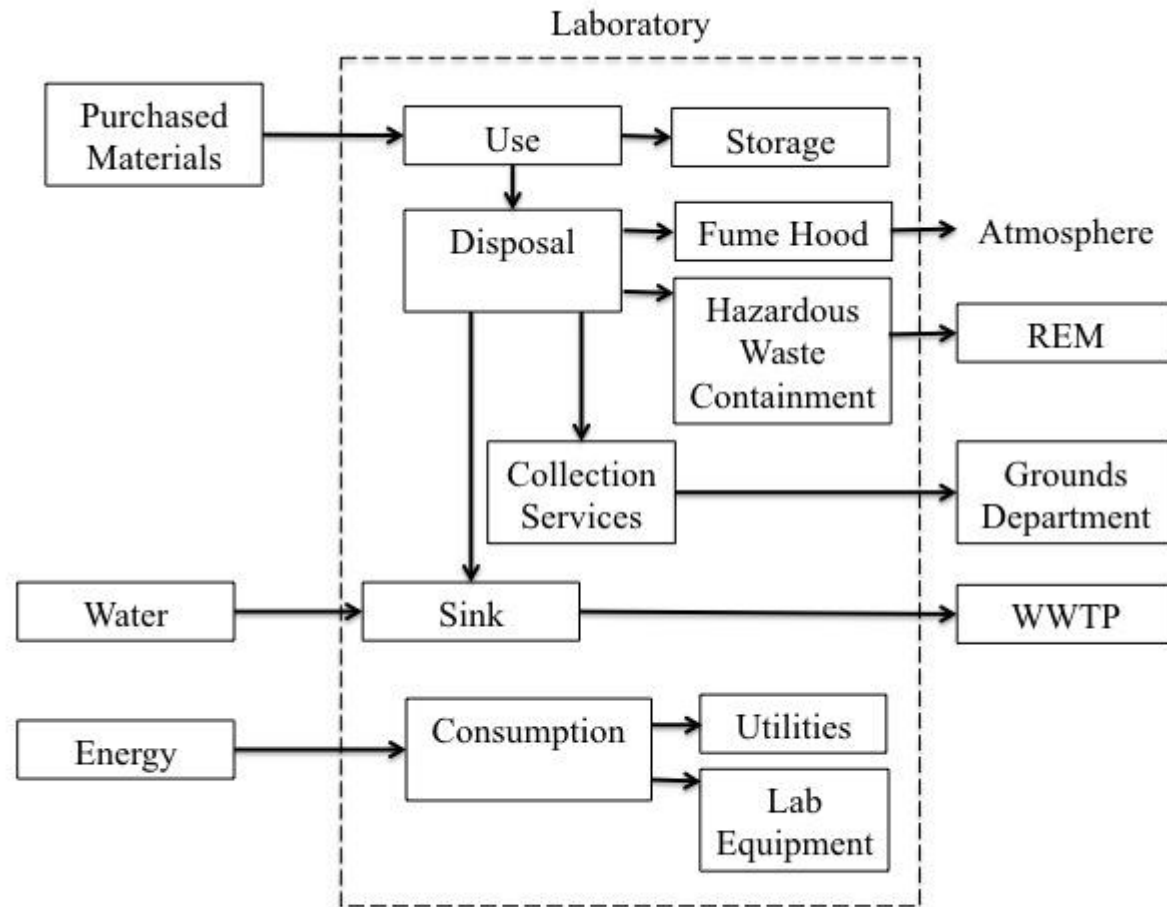 Laboratory
Purchased
Materials
Use
Storage
Disposal
Fume Hood
Atmosphere
Hazardous
Waste
Containment
REM
Collection
Services
Grounds
Department
Water
Sink
WWTP
Energy
Consumption
Utilities
Lab
Equipment